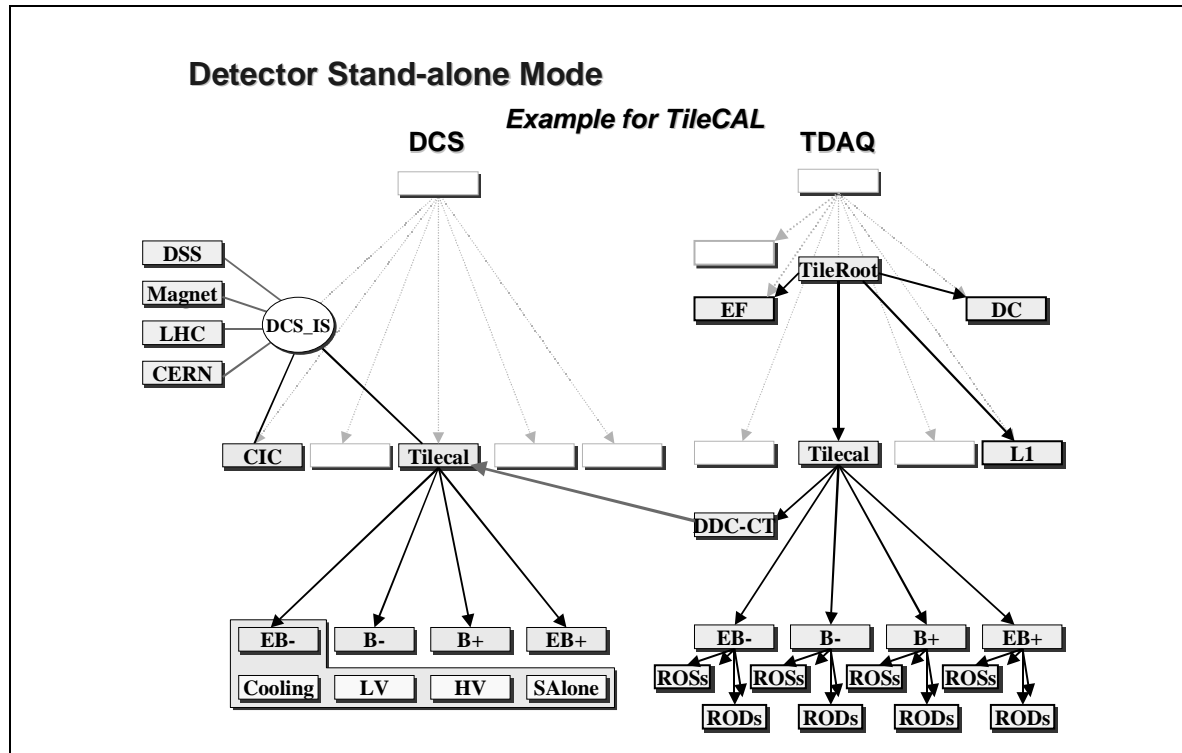 Detector Stand-alone Mode
Example for TileCAL
DCS
TDAQ
DSS
Magnet
LHC
CERN
DCS_IS
TileRoot
EF
DC
CIC
Tilecal
Tilecal
L1
DDC-CT
EB-
B-
B+
EB+
Cooling
LV
HV
SAlone
EB-
B-
B+
EB+
ROSs
ROSs
ROSs
ROSs
RODs
RODs
RODs
RODs